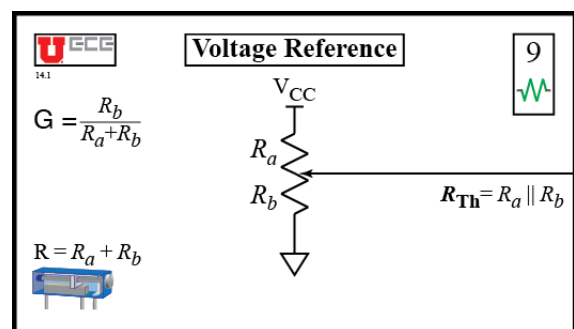 U ECE
Voltage Reference
9
14.1
V_CC
G = R_b / R_a+R_b
R_a
R_b
R_Th = R_a || R_b
R = R_a + R_b